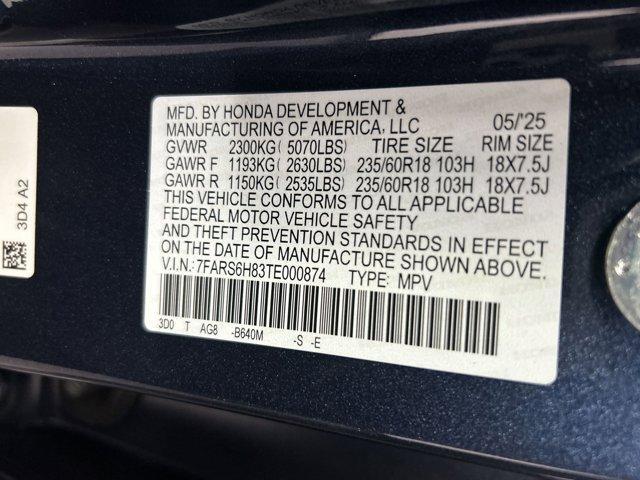 MFD. BY HONDA DEVELOPMENT &
MANUFACTURING OF AMERICA, LLC 05/'25
GVWR 2300KG( 5070LBS) TIRE SIZE RIM SIZE
GAWR F 1193KG( 2630LBS) 235/60R18 103H 18X7.5J
GAWR R 1150KG( 2535LBS) 235/60R18 103H 18X7.5J
THIS VEHICLE CONFORMS TO ALL APPLICABLE
FEDERAL MOTOR VEHICLE SAFETY
AND THEFT PREVENTION STANDARDS IN EFFECT
ON THE DATE OF MANUFACTURE SHOWN ABOVE.
V.I.N: 7FARS6H83TE000874 TYPE: MPV
3D0 T AG8 -B640M -S -E
3D4 A2